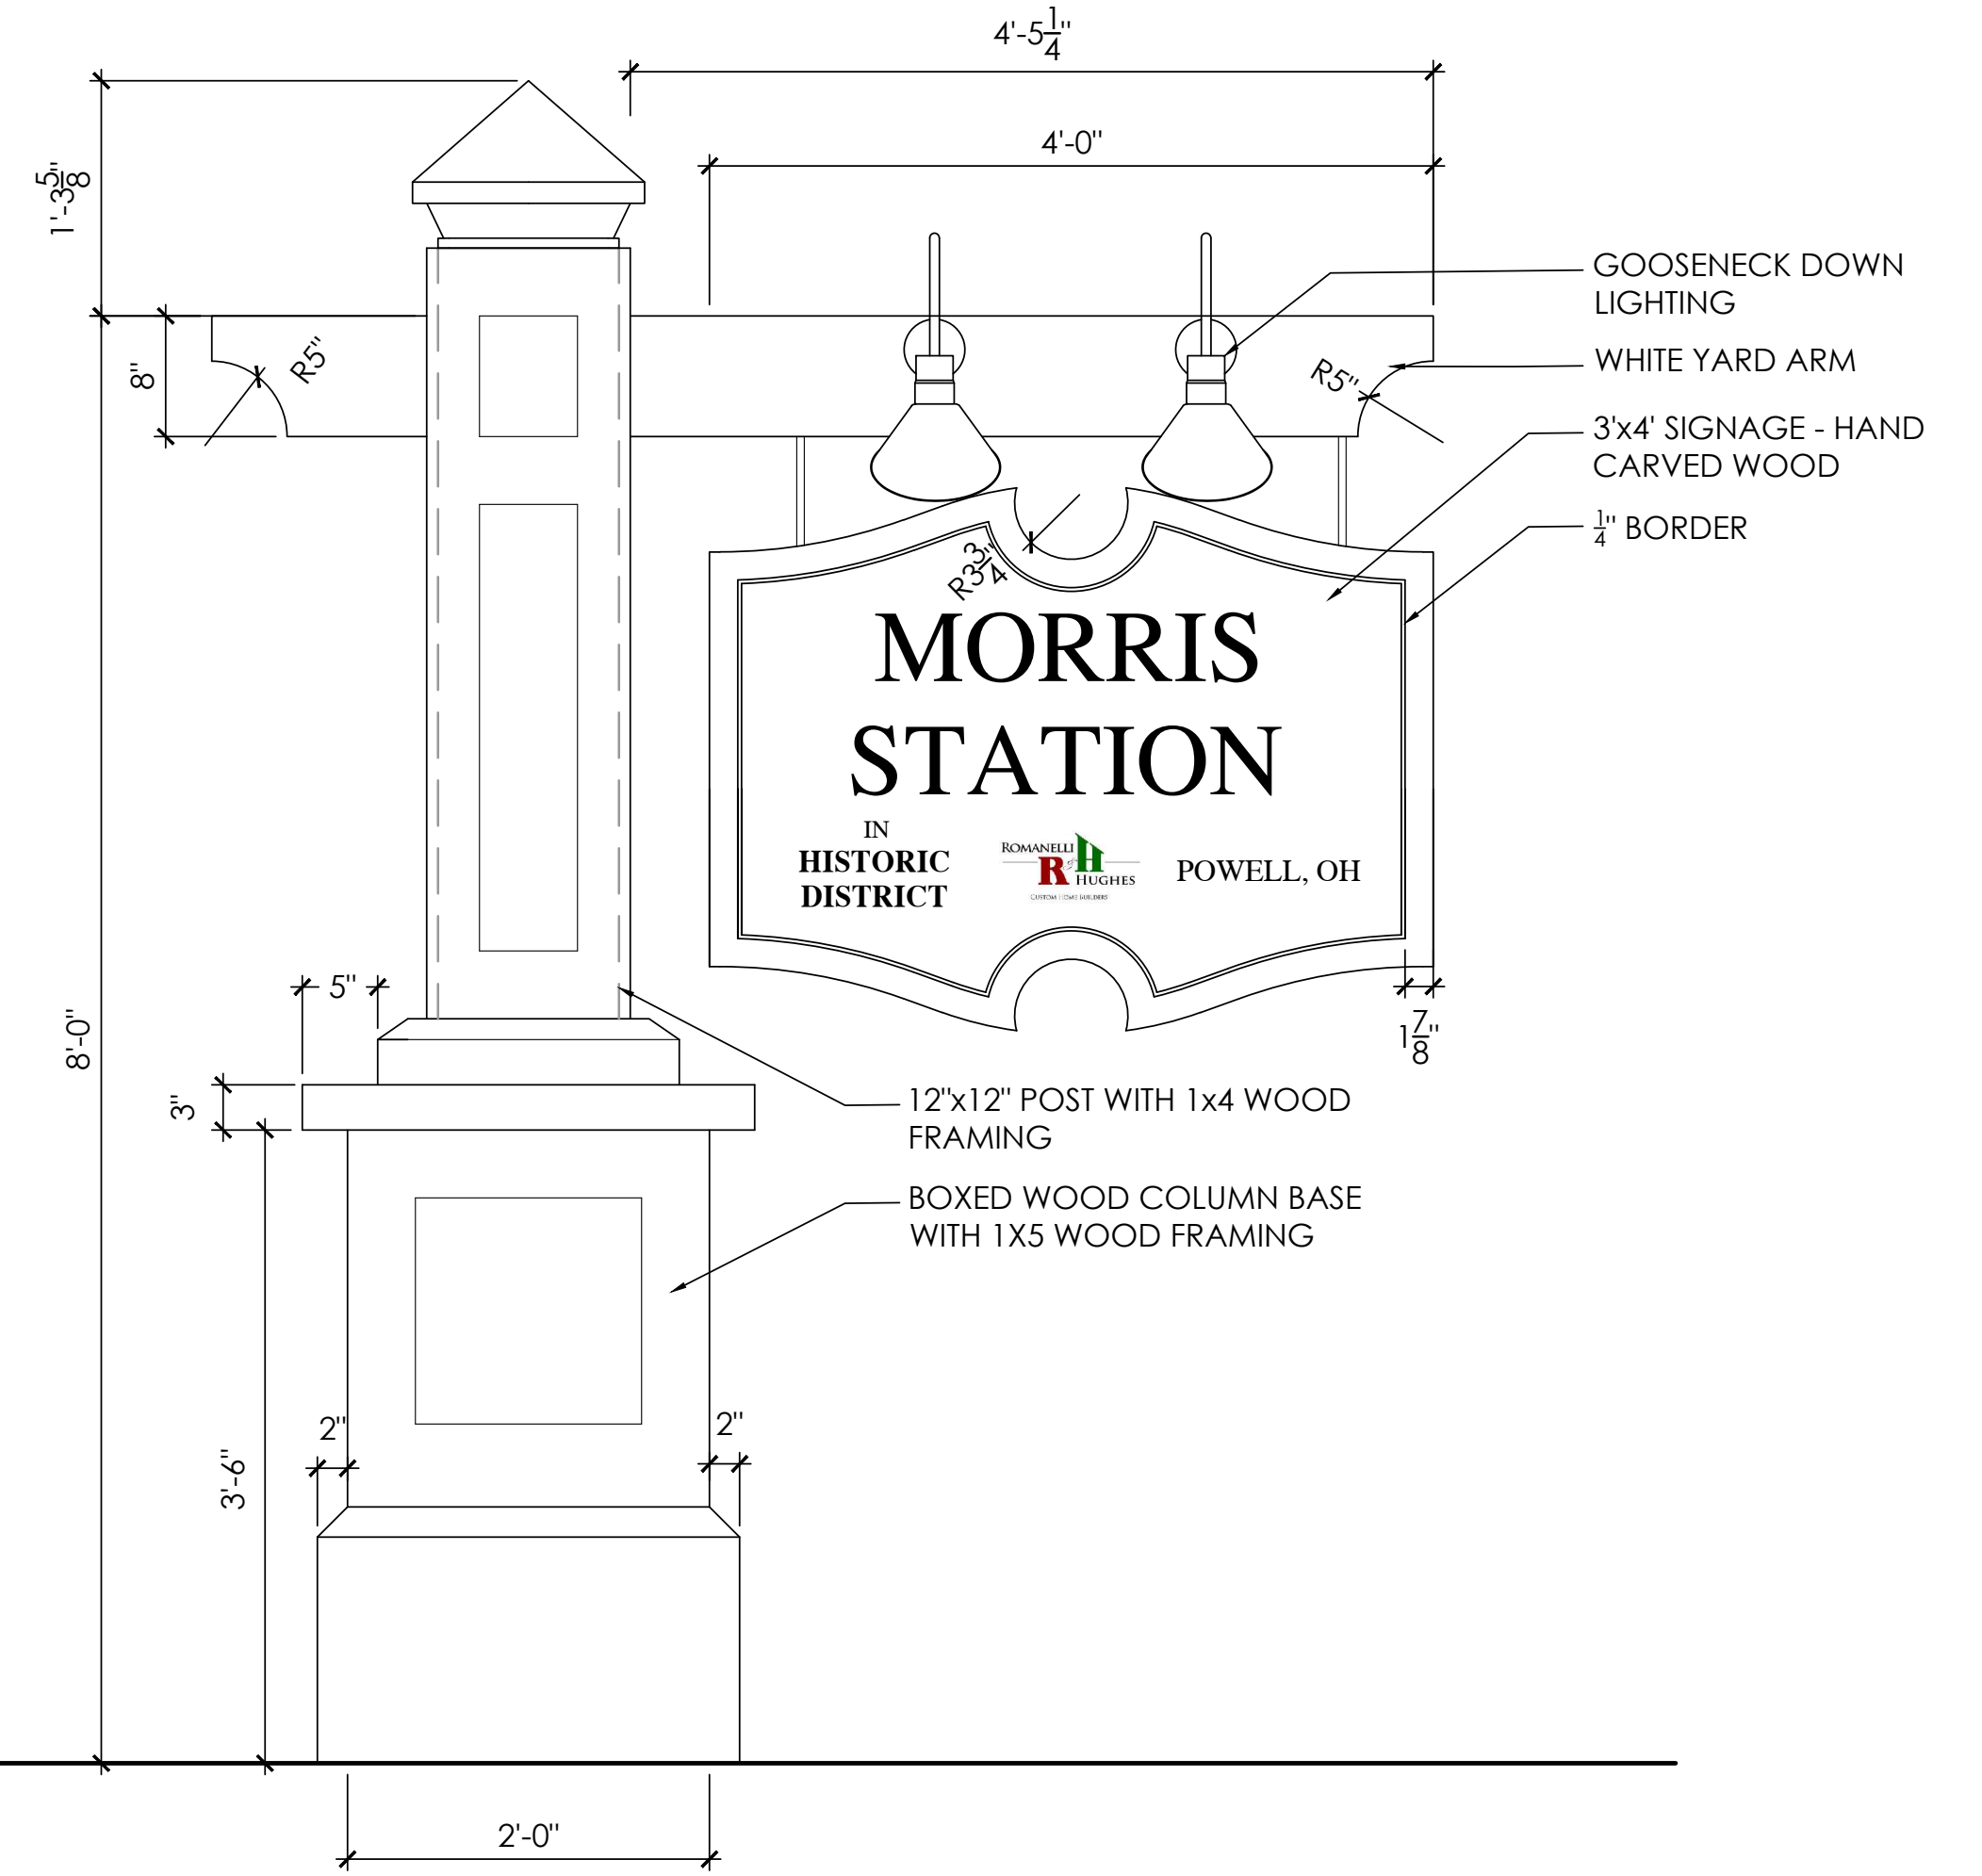 4'-5 1/4"
4'-0"
1'-3 5/8"
8"
R5"
R5"
GOOSENECK DOWN
LIGHTING
WHITE YARD ARM
3'x4' SIGNAGE - HAND
CARVED WOOD
1/4" BORDER
R3 3/4"
MORRIS
STATION
IN
HISTORIC
DISTRICT
ROMANELLI
R & H
HUGHES
CUSTOM HOME BUILDERS
POWELL, OH
5"
1 7/8"
8'-0"
3"
12"x12" POST WITH 1x4 WOOD
FRAMING
BOXED WOOD COLUMN BASE
WITH 1X5 WOOD FRAMING
2"
2"
3'-6"
2'-0"